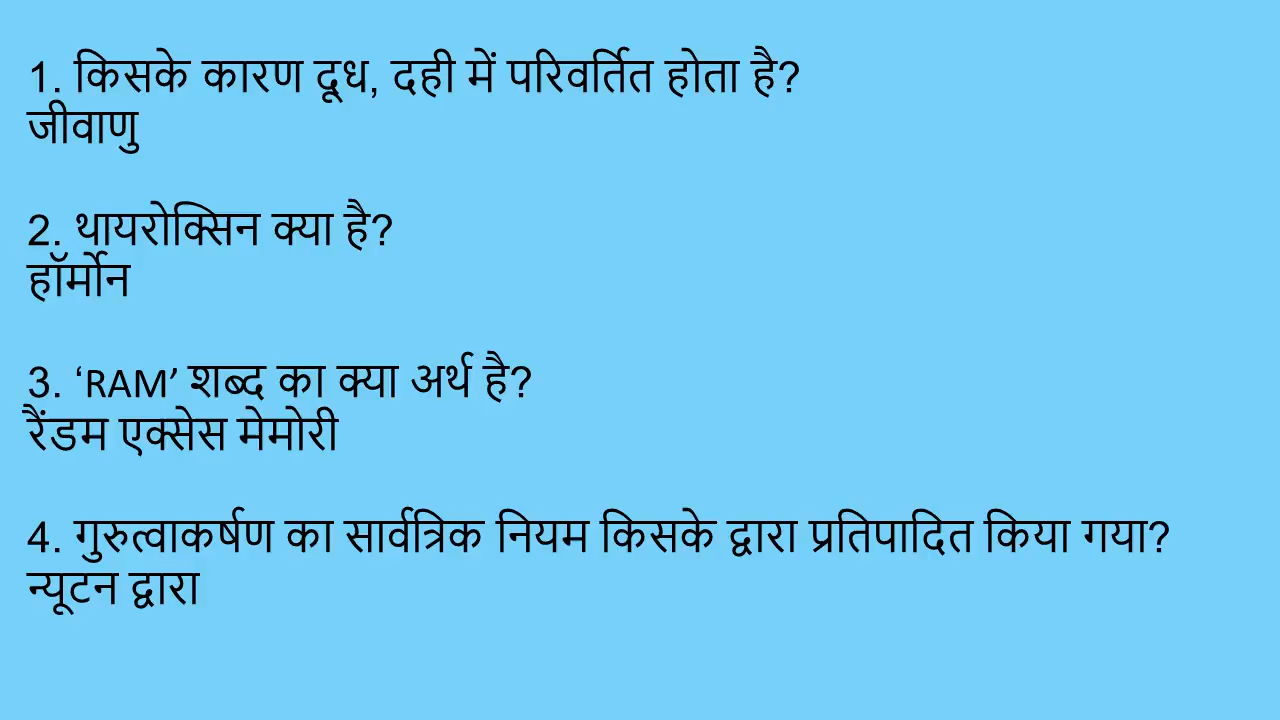 1. किसके कारण दूध, दही में परिवर्तित होता है?
जीवाणु
2. थायरोक्सिन क्या है?
हॉर्मोन
3. ‘RAM’ शब्द का क्या अर्थ है?
रैंडम एक्सेस मेमोरी
4. गुरुत्वाकर्षण का सार्वत्रिक नियम किसके द्वारा प्रतिपादित किया गया?
न्यूटन द्वारा